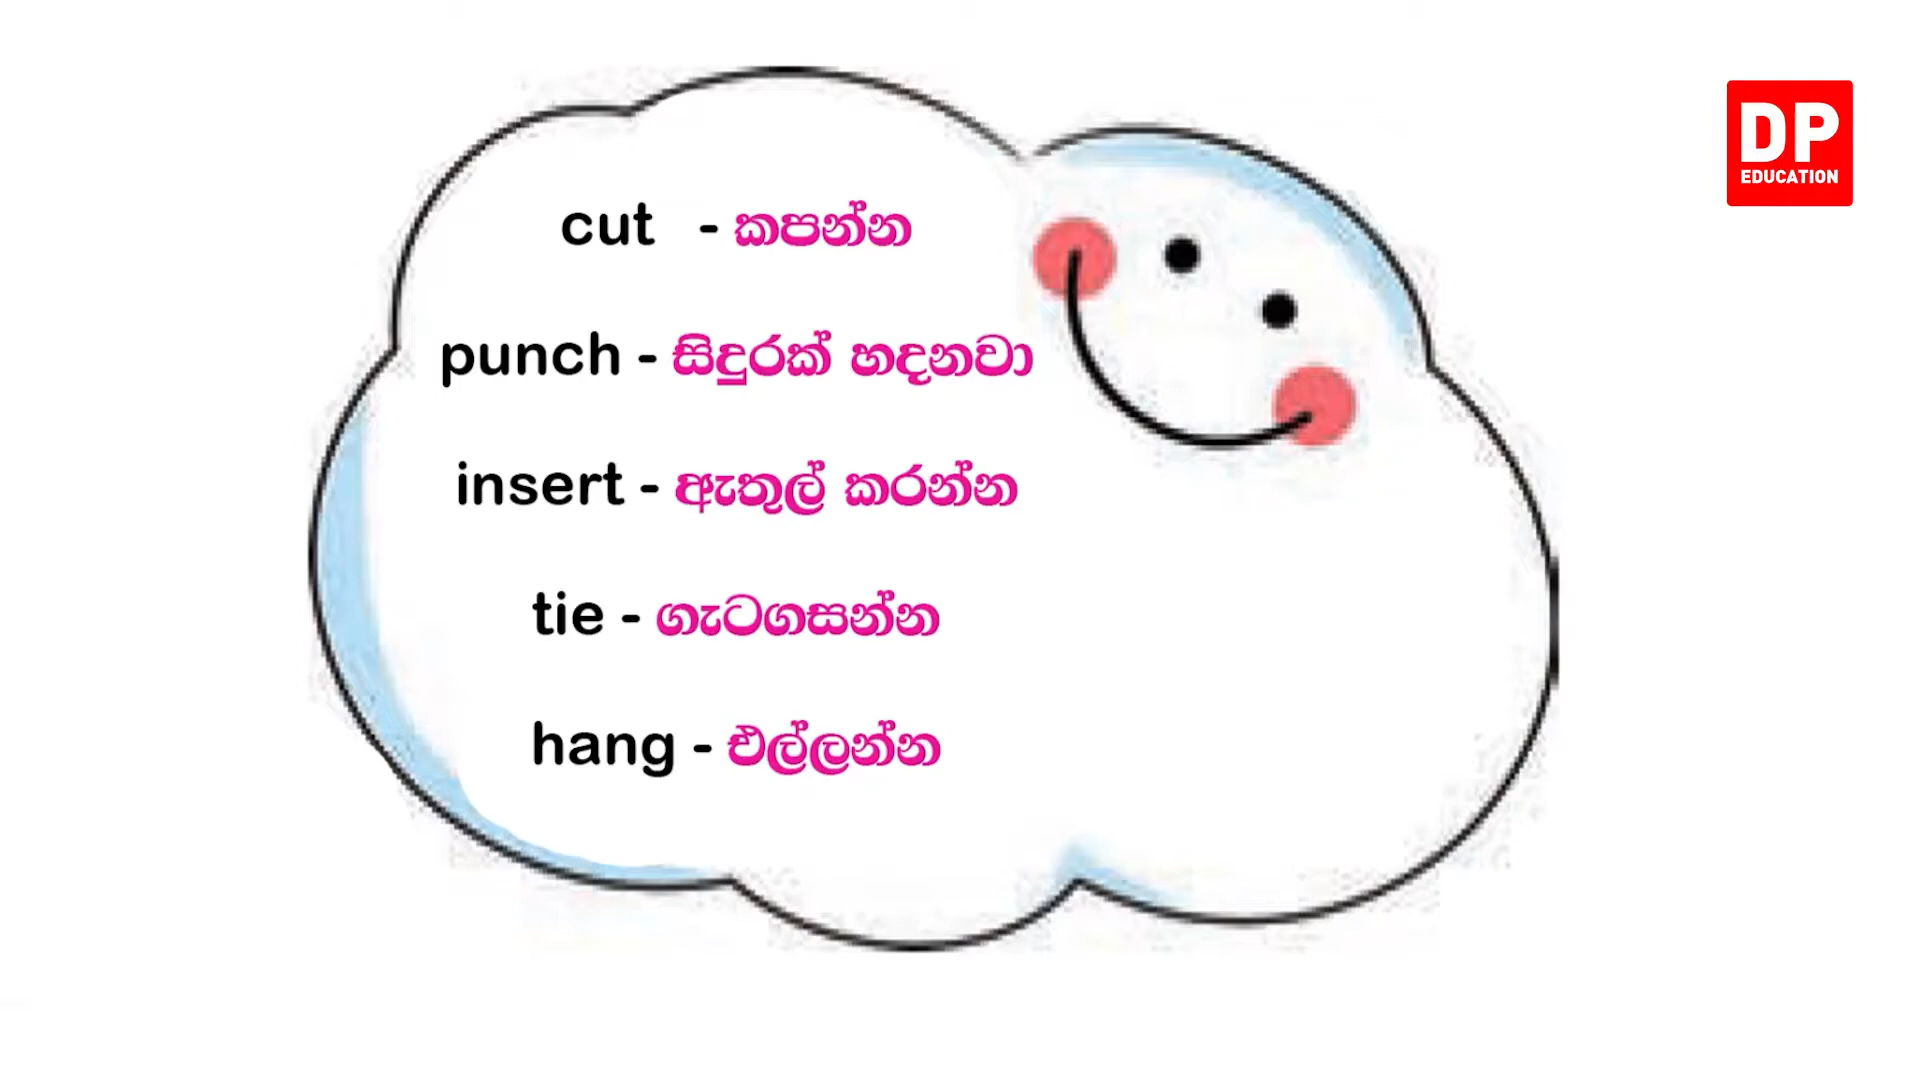 DP
EDUCATION
cut - කපන්න
punch - සිදුරක් හදනවා
insert - ඇතුල් කරන්න
tie - ගැටගසන්න
hang - එල්ලන්න